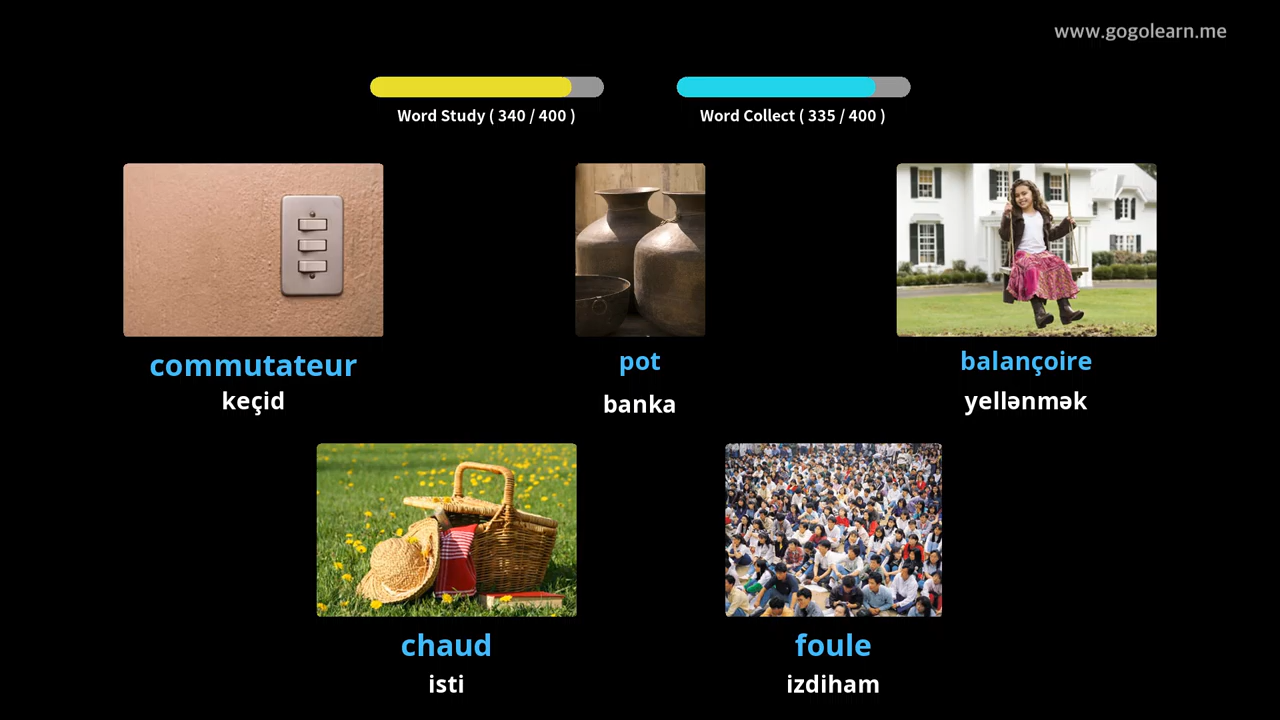 www.gogolearn.me
Word Study ( 340 / 400 )
Word Collect ( 335 / 400 )
commutateur
keçid
pot
banka
balançoire
yellənmək
chaud
isti
foule
izdiham